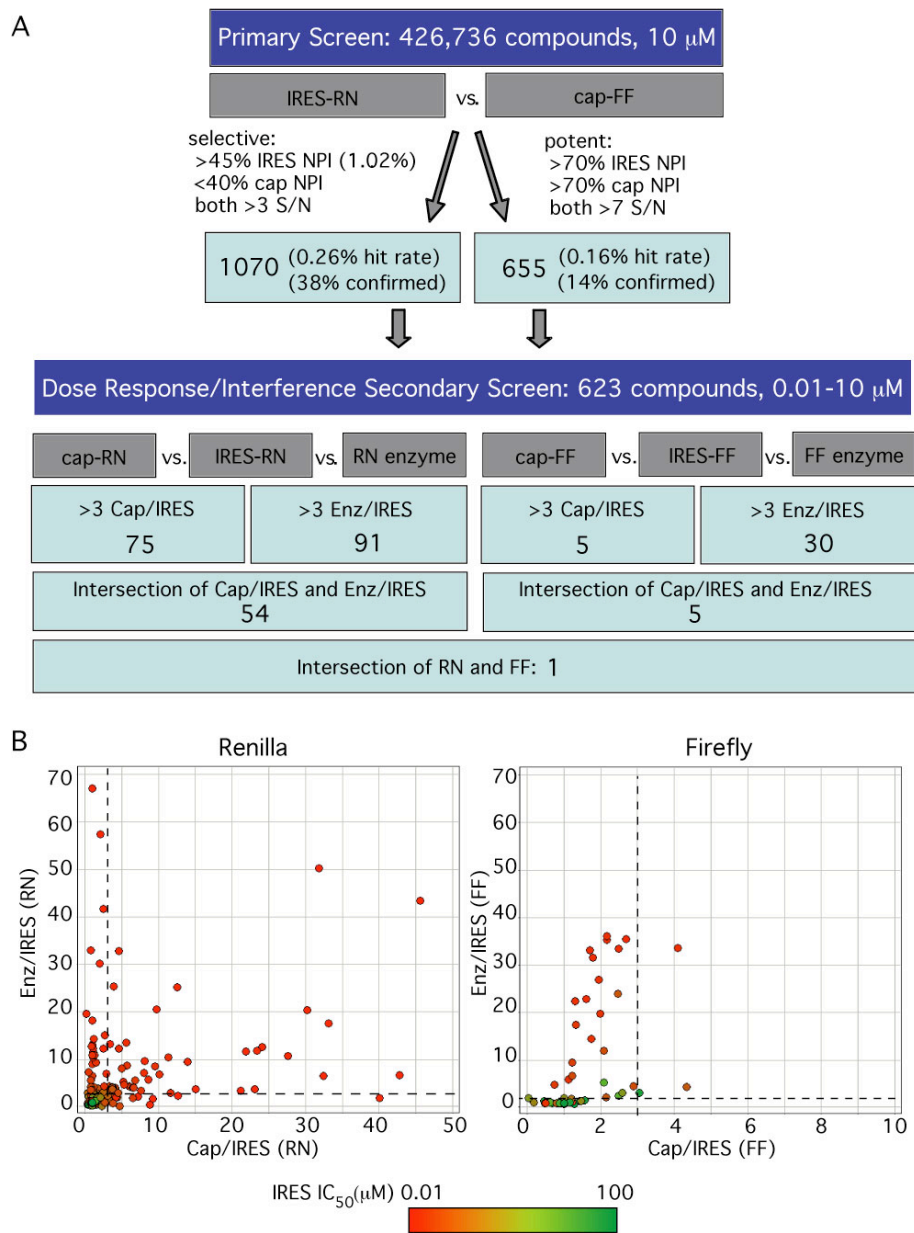 A
Primary Screen: 426,736 compounds, 10 μM
IRES-RN vs. cap-FF
selective:
>45% IRES NPI (1.02%)
<40% cap NPI
both >3 S/N
potent:
>70% IRES NPI
>70% cap NPI
both >7 S/N
1070 (0.26% hit rate)
(38% confirmed)
655 (0.16% hit rate)
(14% confirmed)
Dose Response/Interference Secondary Screen: 623 compounds, 0.01-10 μM
cap-RN vs. IRES-RN vs. RN enzyme
cap-FF vs. IRES-FF vs. FF enzyme
>3 Cap/IRES
75
>3 Enz/IRES
91
>3 Cap/IRES
5
>3 Enz/IRES
30
Intersection of Cap/IRES and Enz/IRES
54
Intersection of Cap/IRES and Enz/IRES
5
Intersection of RN and FF: 1
B
Renilla
70
60
50
40
30
20
10
0
Enz/IRES (RN)
0 10 20 30 40 50
Cap/IRES (RN)
Firefly
70
60
50
40
30
20
10
0
Enz/IRES (FF)
0 2 4 6 8 10
Cap/IRES (FF)
IRES IC50(μM) 0.01 100